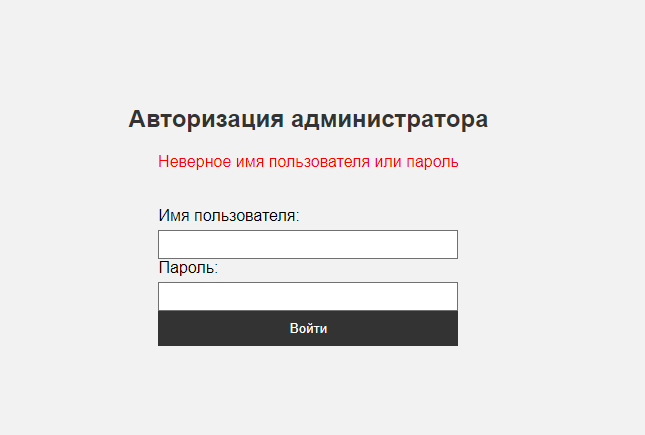 Авторизация администратора
Неверное имя пользователя или пароль
Имя пользователя:
Пароль:
Войти